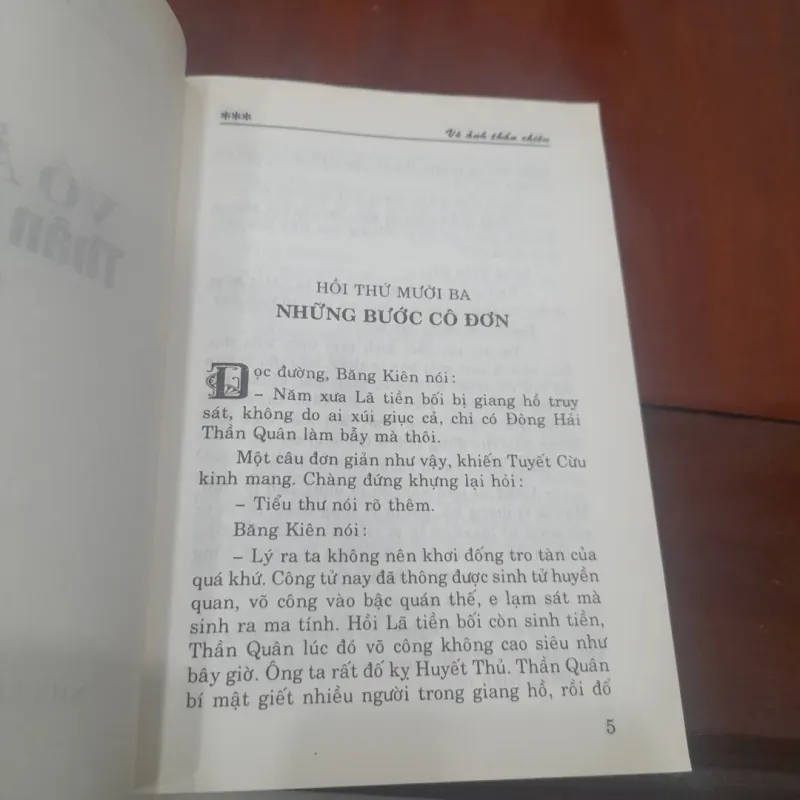 ***
Vô ảnh thần chiêu
HỒI THỨ MƯỜI BA
NHỮNG BƯỚC CÔ ĐƠN
Dọc đường, Băng Kiên nói:
– Năm xưa Lã tiền bối bị giang hồ truy
sát, không do ai xúi giục cả, chỉ có Đông Hải
Thần Quân làm bẫy mà thôi.
Một câu đơn giản như vậy, khiến Tuyết Cừu
kinh mang. Chàng đứng khựng lại hỏi:
– Tiểu thư nói rõ thêm.
Băng Kiên nói:
– Lý ra ta không nên khơi đống tro tàn của
quá khứ. Công tử nay đã thông được sinh tử huyền
quan, võ công vào bậc quán thế, e lạm sát mà
sinh ra ma tính. Hồi Lã tiền bối còn sinh tiền,
Thần Quân lúc đó võ công không cao siêu như
bây giờ. Ông ta rất đố kỵ Huyết Thủ. Thần Quân
bí mật giết nhiều người trong giang hồ, rồi đổ
5